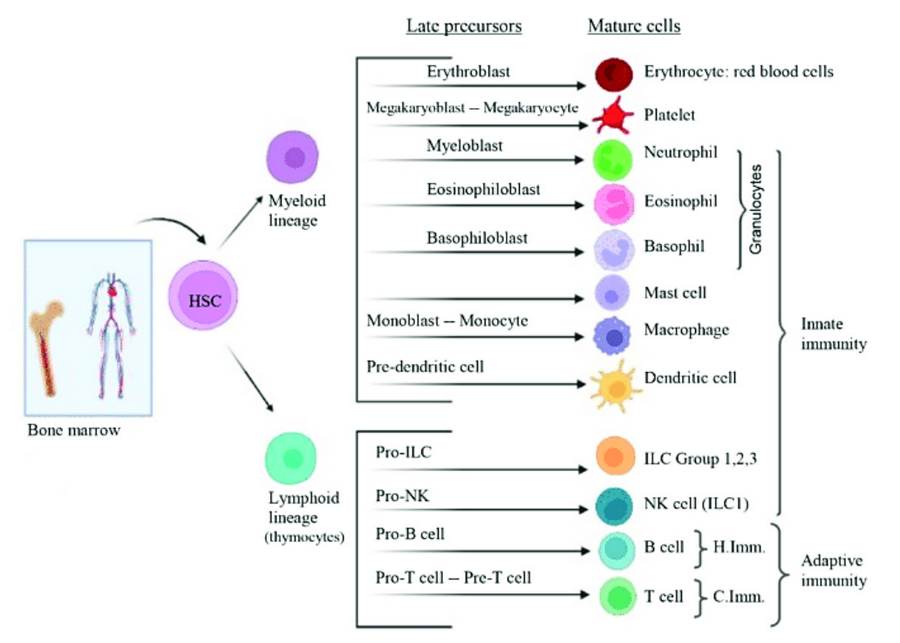 Late precursors
Mature cells
Erythroblast
Erythrocyte: red blood cells
Megakaryoblast – Megakaryocyte
Platelet
Myeloblast
Neutrophil
Eosinophiloblast
Eosinophil
Basophiloblast
Basophil
Granulocytes
Mast cell
Monoblast – Monocyte
Macrophage
Pre-dendritic cell
Dendritic cell
Innate
immunity
Myeloid
lineage
HSC
Bone marrow
Lymphoid
lineage
(thymocytes)
Pro-ILC
ILC Group 1,2,3
Pro-NK
NK cell (ILC1)
Pro-B cell
B cell
H.Imm.
Pro-T cell – Pre-T cell
T cell
C.Imm.
Adaptive
immunity